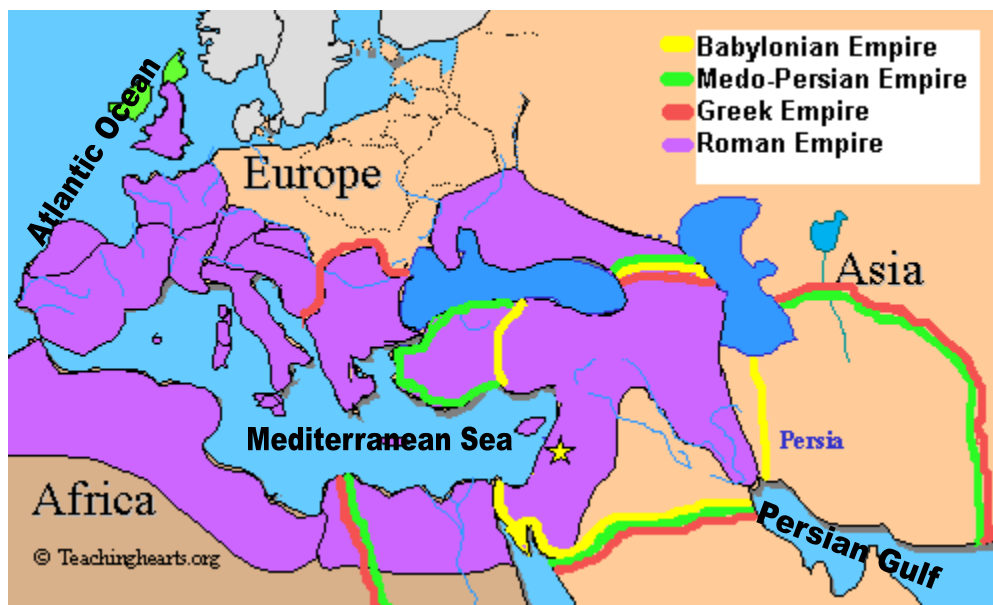 Babylonian Empire
Medo-Persian Empire
Greek Empire
Roman Empire
Atlantic Ocean
Europe
Asia
Mediterranean Sea
Persia
Africa
Persian Gulf
© Teachinghearts.org